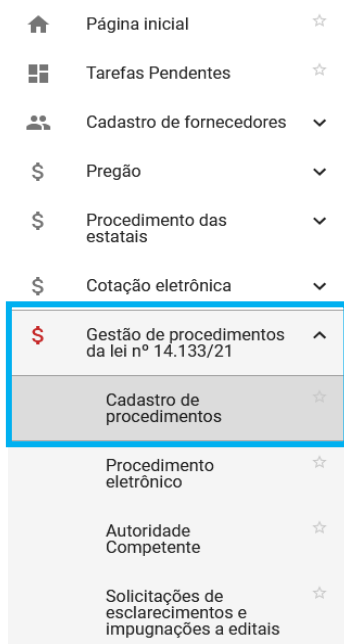 Página inicial
Tarefas Pendentes
Cadastro de fornecedores
$ Pregão
$ Procedimento das
estatais
$ Cotação eletrônica
$ Gestão de procedimentos
da lei nº 14.133/21
Cadastro de
procedimentos
Procedimento
eletrônico
Autoridade
Competente
Solicitações de
esclarecimentos e
impugnações a editais